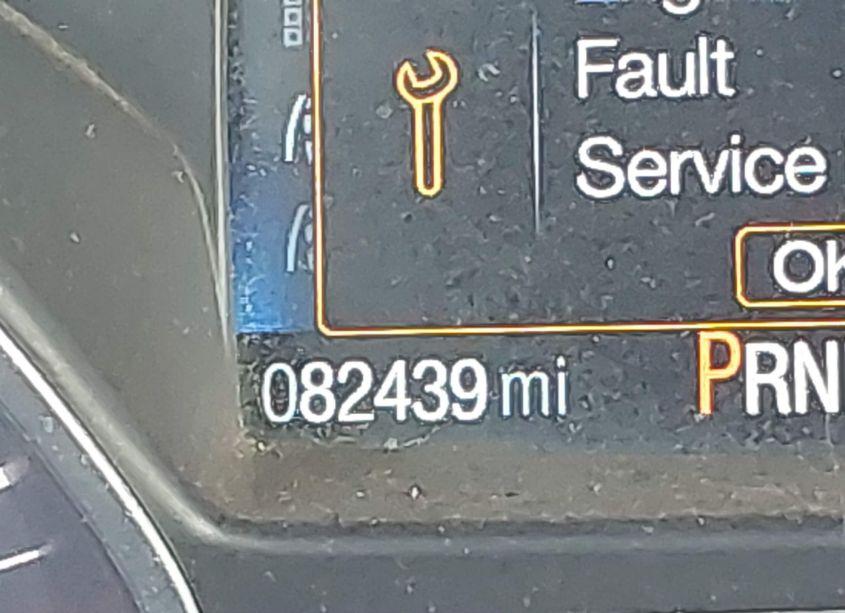 Fault
Service
OK
082439 mi PRN